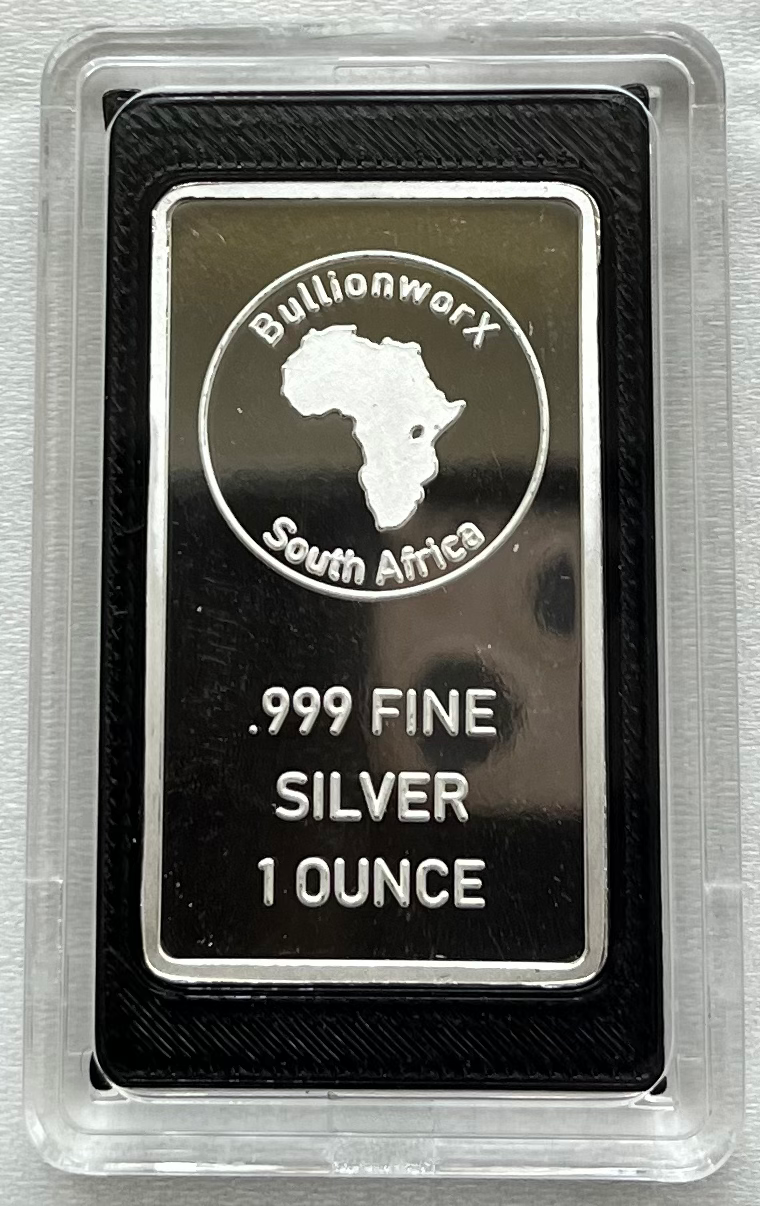 BullionworX
South Africa
.999 FINE
SILVER
1 OUNCE